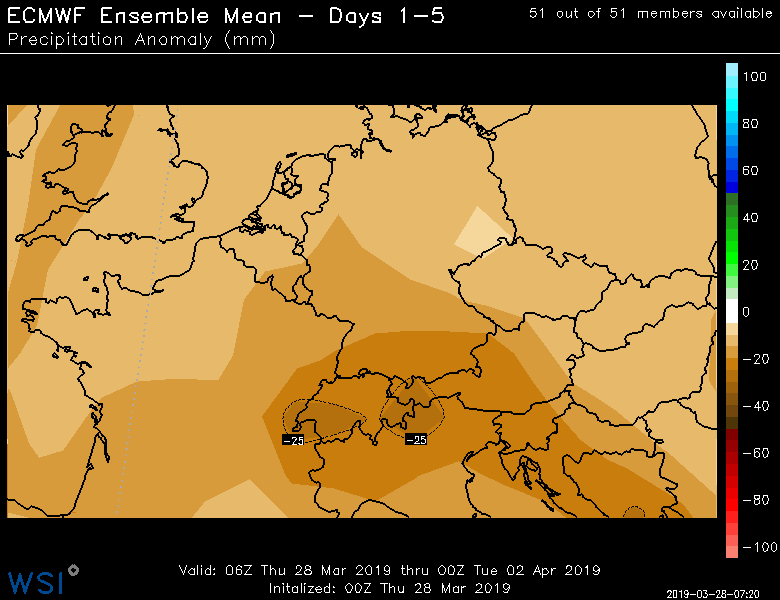 ECMWF Ensemble Mean – Days 1–5
51 out of 51 members available
Precipitation Anomaly (mm)
100
80
60
40
20
0
−20
−40
−60
−80
−100
−25
−25
Valid: 06Z Thu 28 Mar 2019 thru 00Z Tue 02 Apr 2019
Initalized: 00Z Thu 28 Mar 2019
WSI
2019-03-28-07:20